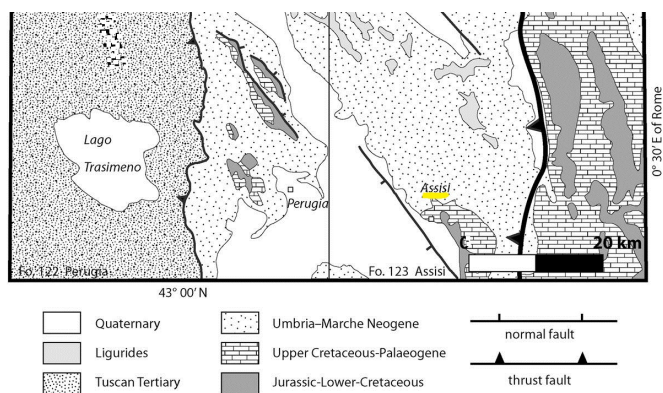 Lago
Trasimeno
Perugia
Assisi
0° 30' E of Rome
C
20 km
Fo. 122 Perugia
Fo. 123 Assisi
43° 00' N
Quaternary
Umbria–Marche Neogene
normal fault
Ligurides
Upper Cretaceous-Palaeogene
Tuscan Tertiary
Jurassic-Lower-Cretaceous
thrust fault